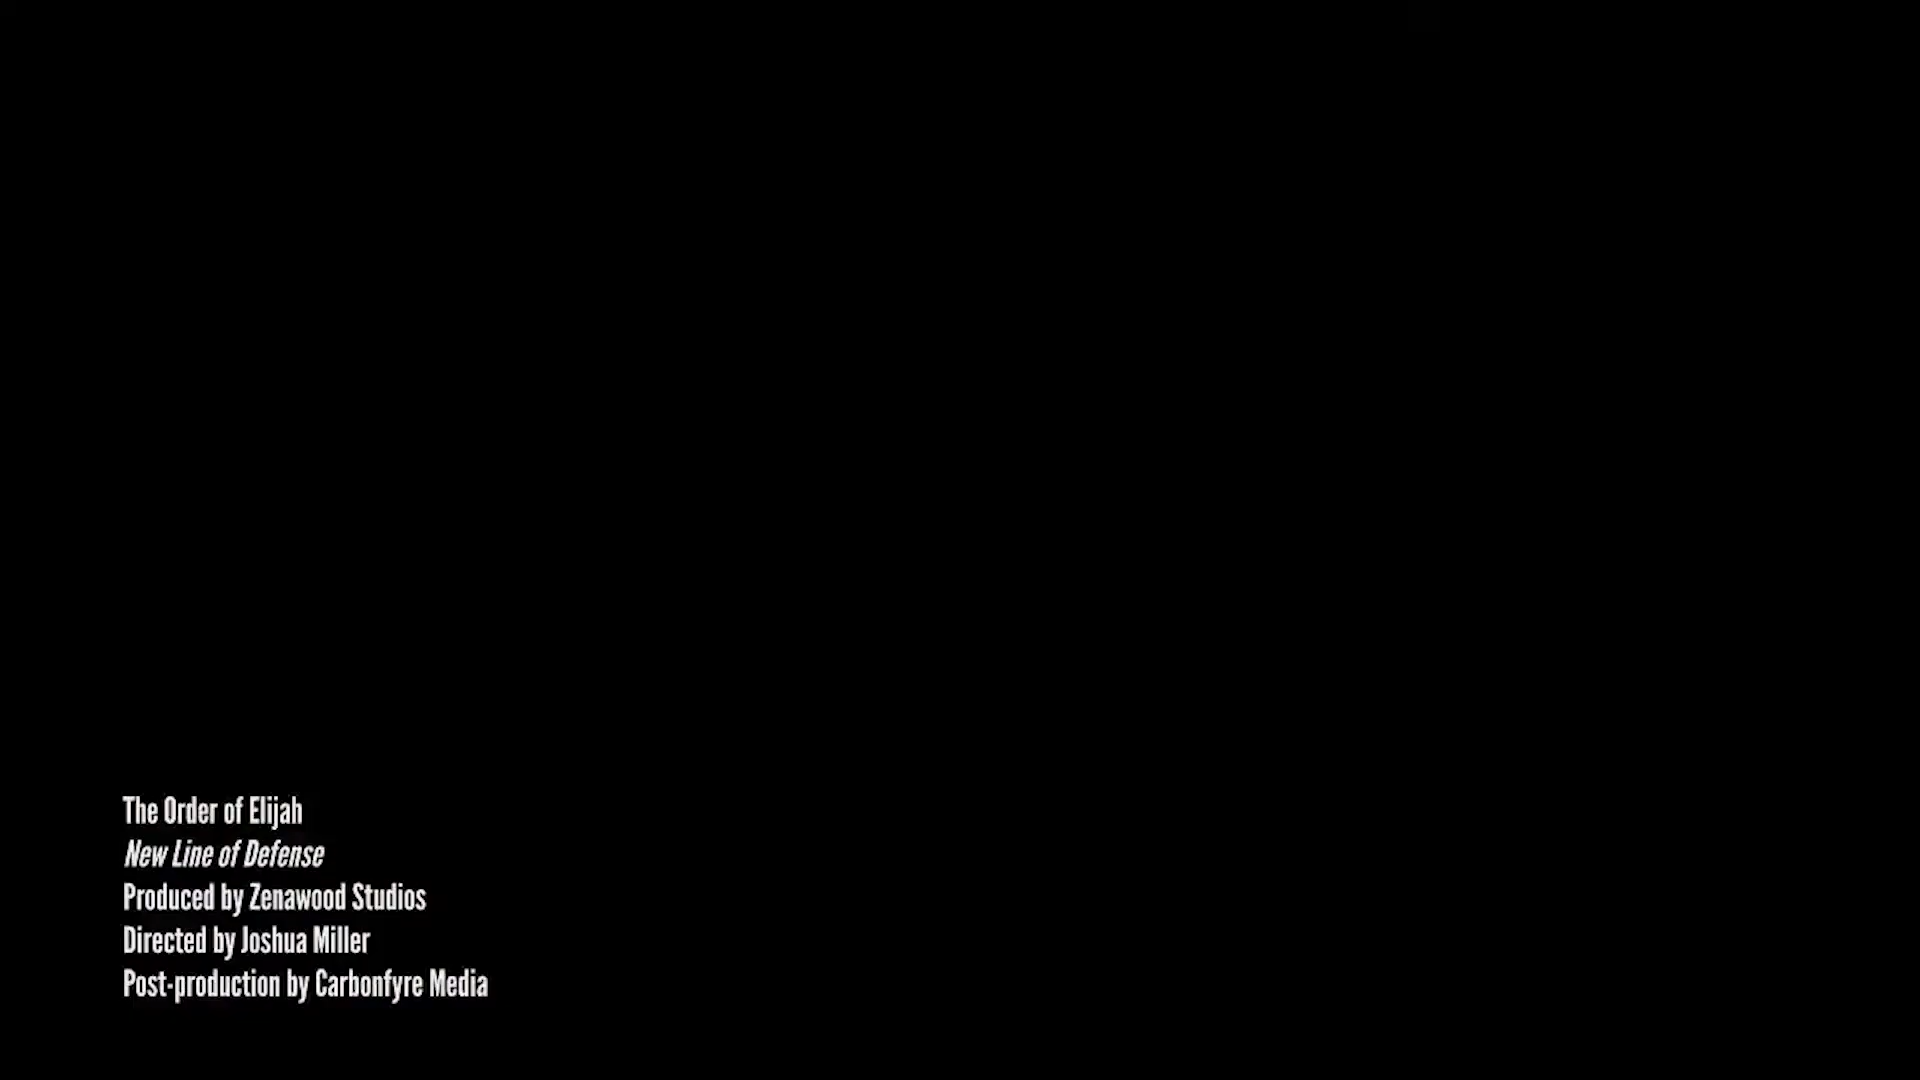 The Order of Elijah
New Line of Defense
Produced by Zenawood Studios
Directed by Joshua Miller
Post-production by Carbonfyre Media